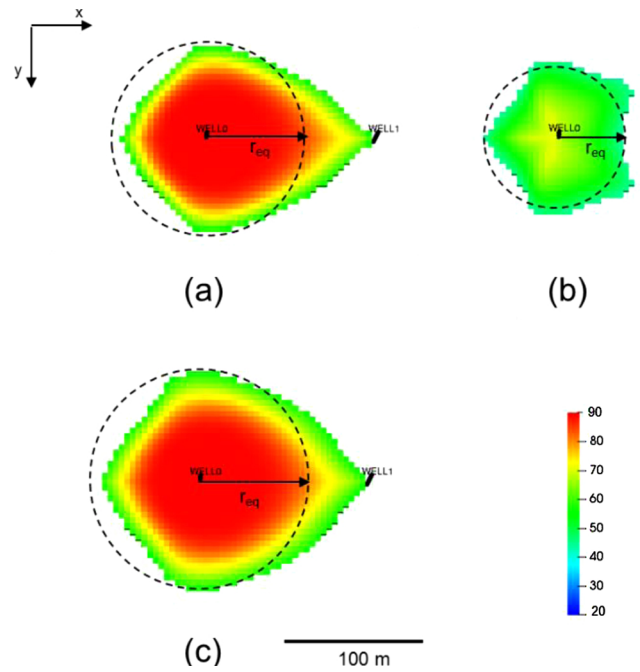 x
y
WELL0
WELL1
r_eq
WELL0
r_eq
(a)
(b)
WELL0
WELL1
r_eq
90
80
70
60
50
40
30
20
(c)
100 m